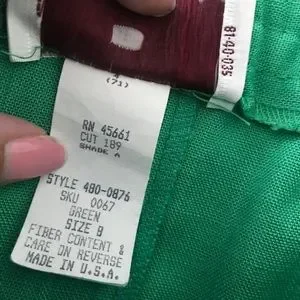 (71)
RN 45661
CUT 189
SHADE A
STYLE 480-0876
SKU 0067
GREEN
SIZE 8
FIBER CONTENT &
CARE ON REVERSE
MADE IN U.S.A.
81-40-035